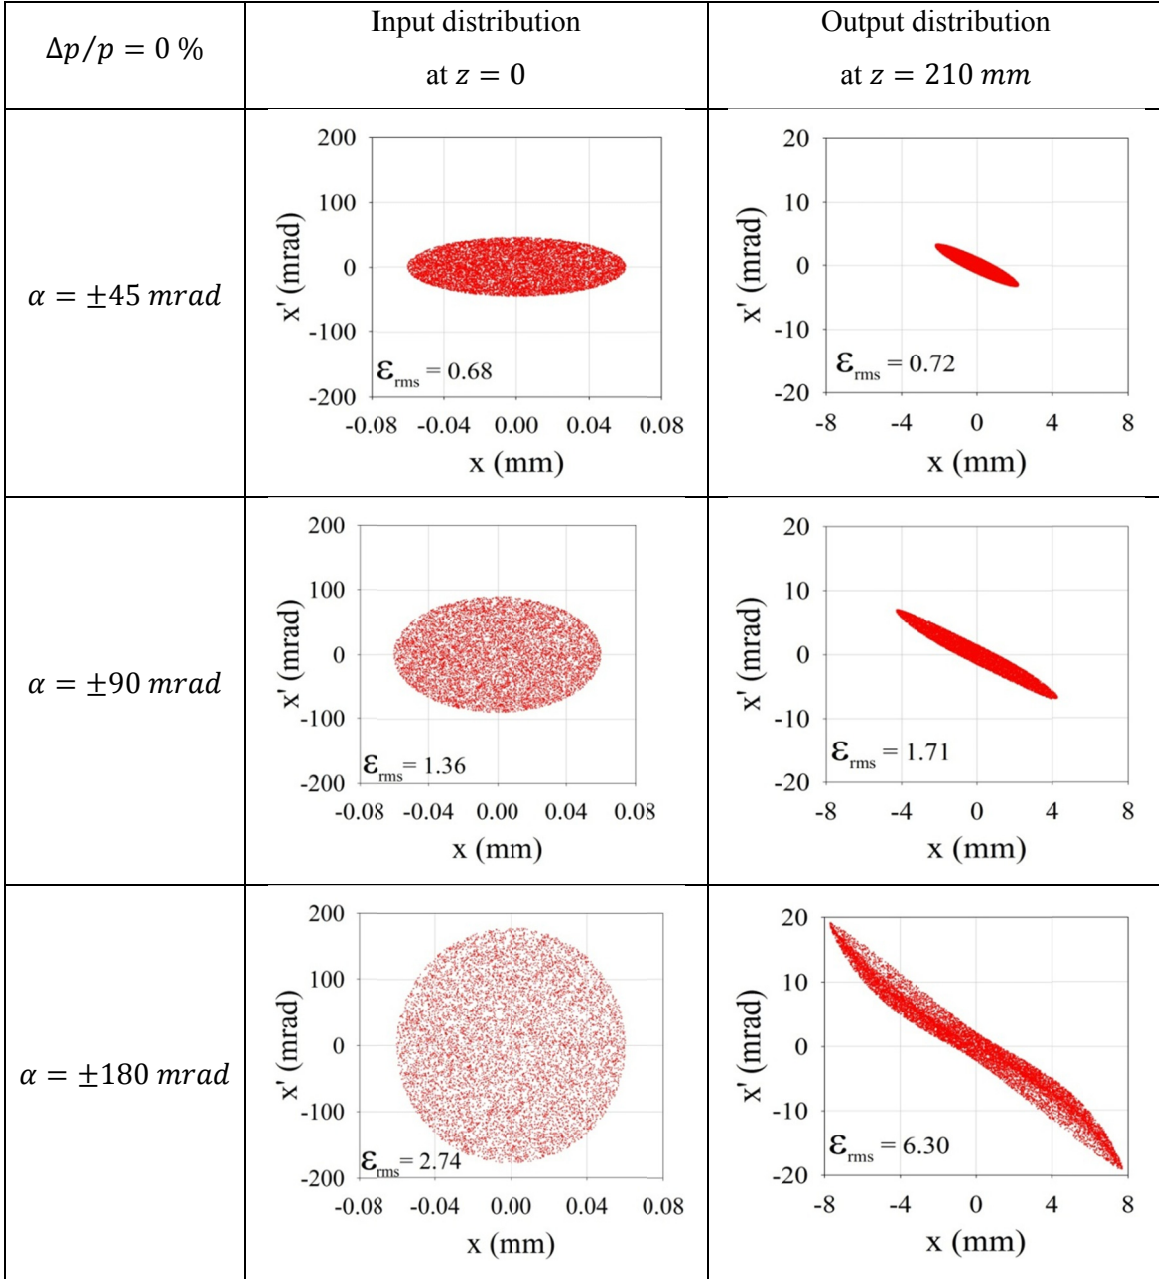 Δp/p = 0 %
Input distribution
at z = 0
Output distribution
at z = 210 mm
α = ±45 mrad
200
100
0
-100
-200
x' (mrad)
εrms = 0.68
-0.08 -0.04 0.00 0.04 0.08
x (mm)
20
10
0
-10
-20
x' (mrad)
εrms = 0.72
-8 -4 0 4 8
x (mm)
α = ±90 mrad
200
100
0
-100
-200
x' (mrad)
εrms = 1.36
-0.08 -0.04 0.00 0.04 0.08
x (mm)
20
10
0
-10
-20
x' (mrad)
εrms = 1.71
-8 -4 0 4 8
x (mm)
α = ±180 mrad
200
100
0
-100
-200
x' (mrad)
εrms = 2.74
-0.08 -0.04 0.00 0.04 0.08
x (mm)
20
10
0
-10
-20
x' (mrad)
εrms = 6.30
-8 -4 0 4 8
x (mm)